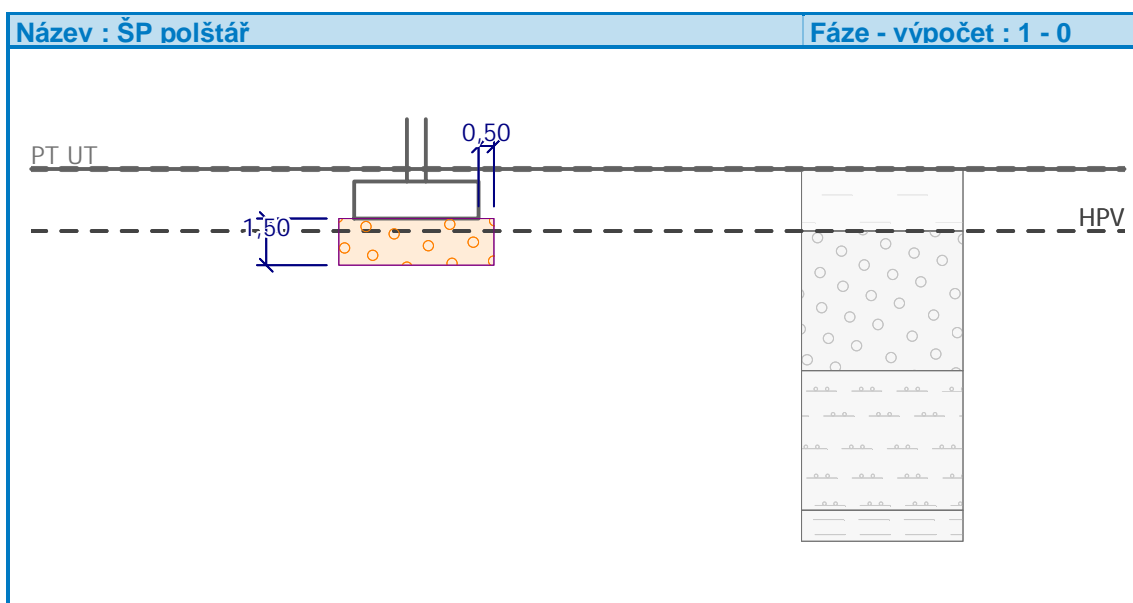 Název : ŠP polštář
Fáze - výpočet : 1 - 0
0,50
PT UT
1,50
HPV